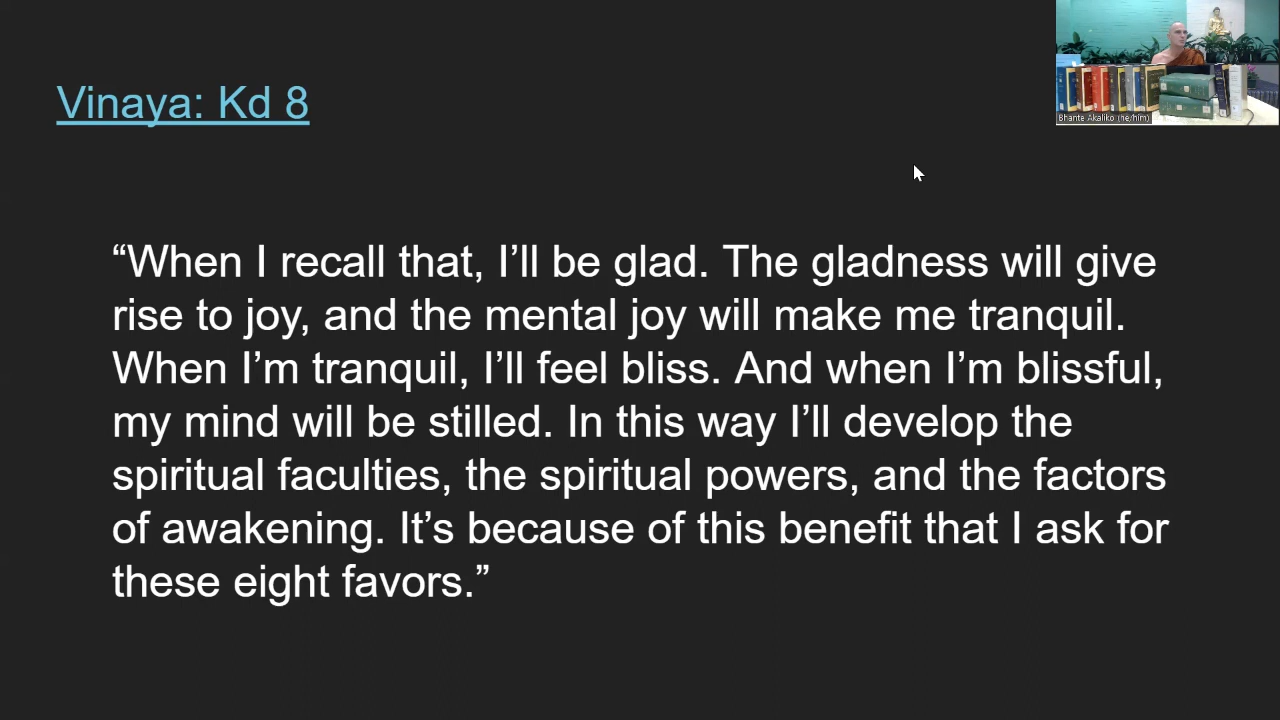 Vinaya: Kd 8
Bhante Akaliko (he/him)
“When I recall that, I’ll be glad. The gladness will give
rise to joy, and the mental joy will make me tranquil.
When I’m tranquil, I’ll feel bliss. And when I’m blissful,
my mind will be stilled. In this way I’ll develop the
spiritual faculties, the spiritual powers, and the factors
of awakening. It’s because of this benefit that I ask for
these eight favors.”